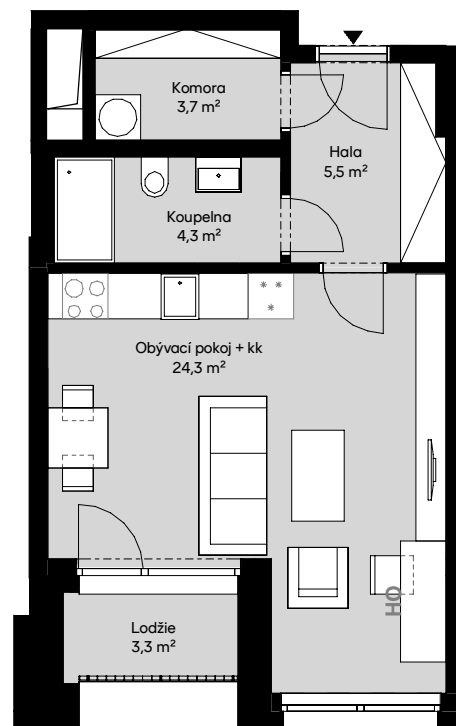 Komora
3,7 m²
Hala
5,5 m²
Koupelna
4,3 m²
Obývací pokoj + kk
24,3 m²
HO
Lodžie
3,3 m²